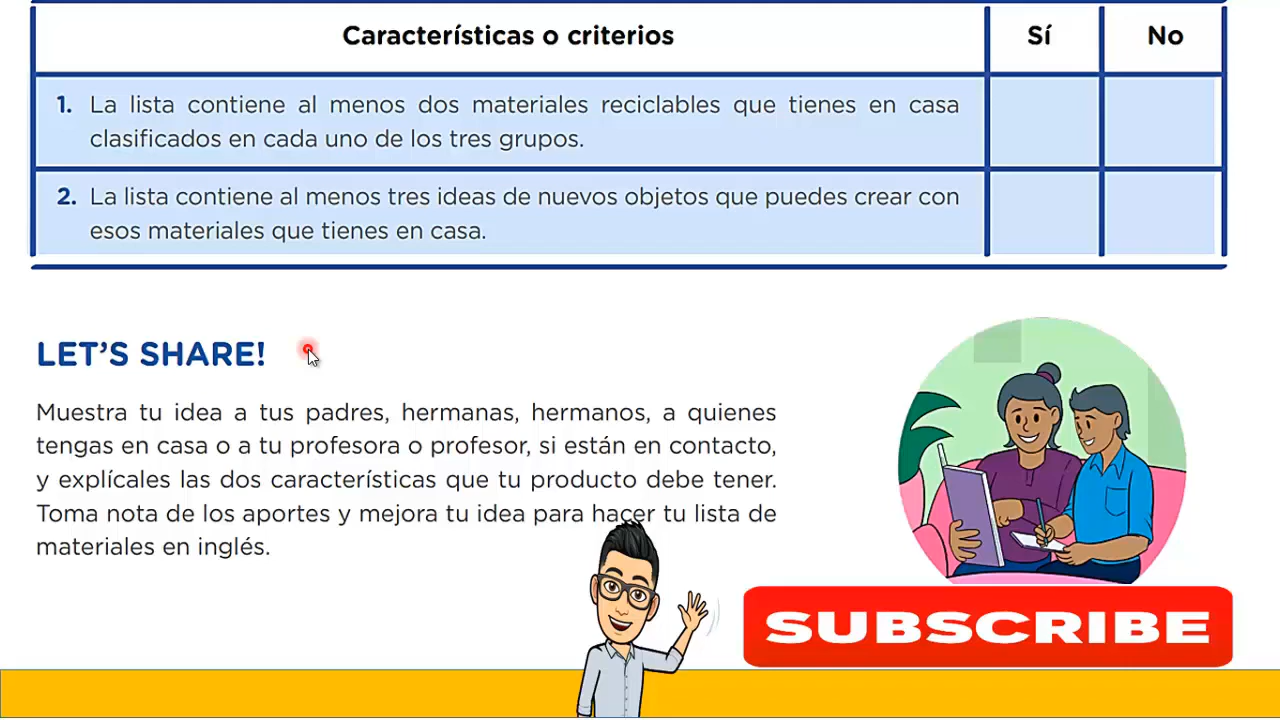 Características o criterios Sí No
1. La lista contiene al menos dos materiales reciclables que tienes en casa
clasificados en cada uno de los tres grupos.
2. La lista contiene al menos tres ideas de nuevos objetos que puedes crear con
esos materiales que tienes en casa.
LET'S SHARE!
Muestra tu idea a tus padres, hermanas, hermanos, a quienes
tengas en casa o a tu profesora o profesor, si están en contacto,
y explícales las dos características que tu producto debe tener.
Toma nota de los aportes y mejora tu idea para hacer tu lista de
materiales en inglés.
SUBSCRIBE